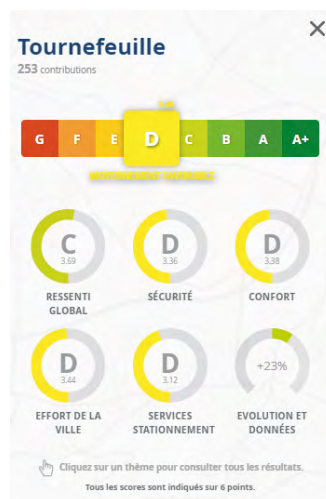 Tournefeuille
253 contributions
G F E D C B A A+
C
3.69
RESSENTI
GLOBAL
D
3.36
SÉCURITÉ
D
3.38
CONFORT
D
3.44
EFFORT DE LA
VILLE
D
3.12
SERVICES
STATIONNEMENT
+23%
EVOLUTION ET
DONNÉES
Cliquez sur un thème pour consulter tous les résultats.
Tous les scores sont indiqués sur 6 points.